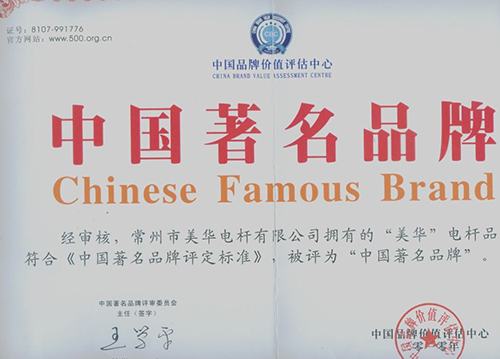 证号：8107-991776
官方网站：www.500.org.cn
中国品牌价值评估中心
CHINA BRAND VALUE ASSESSMENT CENTRE
中国著名品牌
Chinese Famous Brand
经审核，常州市美华电杆有限公司拥有的“美华”电杆品
符合《中国著名品牌评定标准》，被评为“中国著名品牌”。
中国著名品牌评审委员会
主任（签字）
中国品牌价值评估中心
二〇一〇年